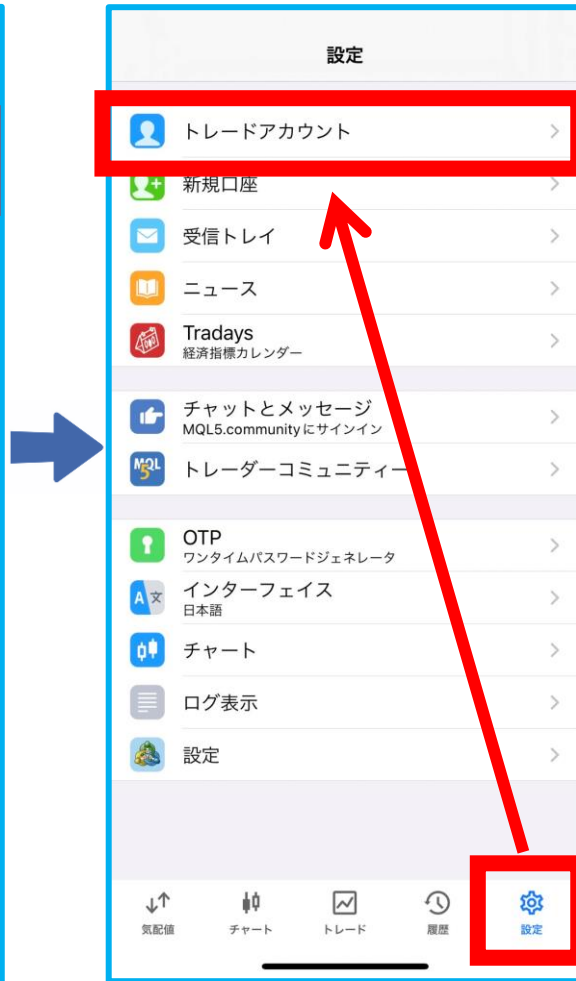 設定
トレードアカウント
新規口座
受信トレイ
ニュース
Tradays
経済指標カレンダー
チャットとメッセージ
MQL5.communityにサインイン
MQL
5
トレーダーコミュニティー
OTP
ワンタイムパスワードジェネレータ
A 文
インターフェイス
日本語
チャート
ログ表示
設定
気配値
チャート
トレード
履歴
設定